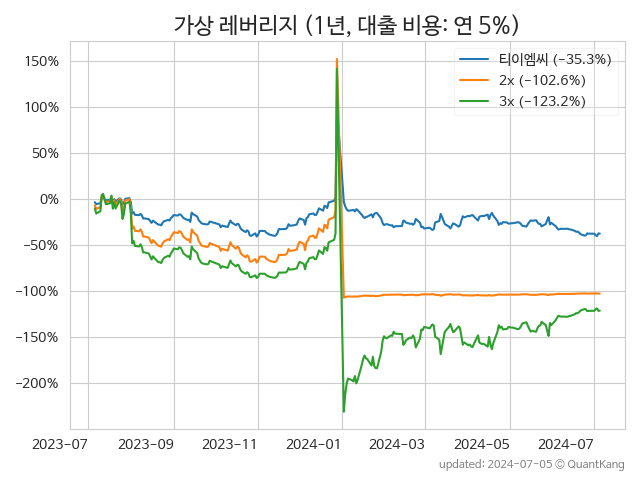 가상 레버리지 (1년, 대출 비용: 연 5%)
티이엠씨 (-35.3%)
2x (-102.6%)
3x (-123.2%)
150%
100%
50%
0%
−50%
−100%
−150%
−200%
2023-07 2023-09 2023-11 2024-01 2024-03 2024-05 2024-07
updated: 2024-07-05 © QuantKang